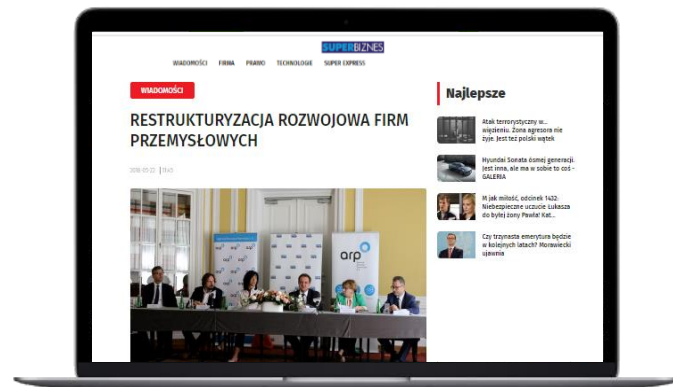 SUPERBIZNES
WIADOMOŚCI FIRMA PRAWO TECHNOLOGIE SUPER EXPRESS
WIADOMOŚCI
RESTRUKTURYZACJA ROZWOJOWA FIRM
PRZEMYSŁOWYCH
arp
Najlepsze
Atak terrorystyczny w...
więzieniu. Żona agresora nie
żyje. Jest też polski wątek
Hyundai Sonata ósmej generacji.
Jest inna, ale ma w sobie to coś -
GALERIA
M jak miłość, odcinek 1432:
Niebezpieczne uczucie Łukasza
do byłej żony Pawła! Kat...
Czy trzynasta emerytura będzie
w kolejnych latach? Morawiecki
ujawnia